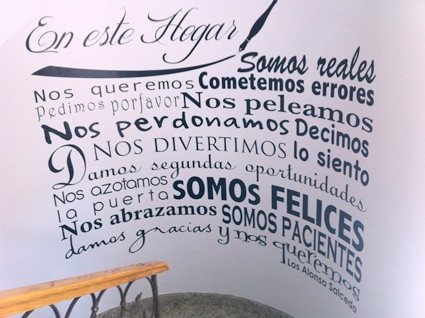 En este Hogar
Somos reales
Nos queremos Cometemos errores
Pedimos porfavor Nos peleamos
Nos perdonamos Decimos
NOS DIVERTIMOS lo siento
Damos segundas oportunidades
Nos azotamos
la puerta SOMOS FELICES
Nos abrazamos SOMOS PACIENTES
damos gracias y nos queremos
Los Alonso Salcedo